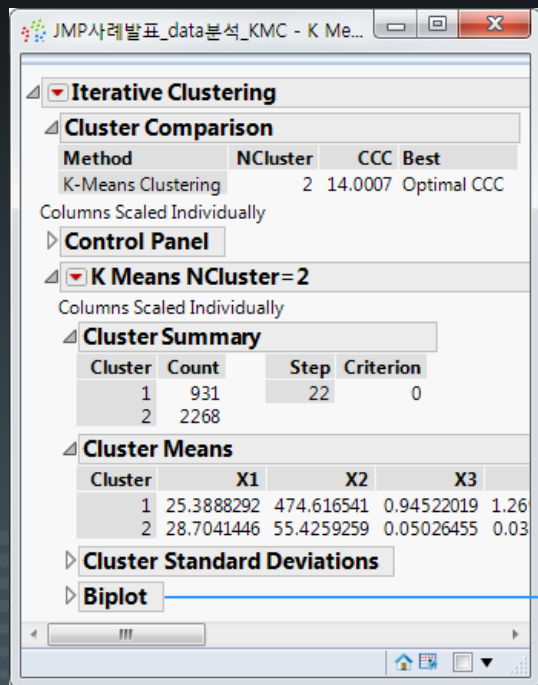 JMP사례발표_data분석_KMC - K Me...
Iterative Clustering
Cluster Comparison
Method NCluster CCC Best
K-Means Clustering 2 14.0007 Optimal CCC
Columns Scaled Individually
Control Panel
K Means NCluster=2
Columns Scaled Individually
Cluster Summary
Cluster Count Step Criterion
1 931 22 0
2 2268
Cluster Means
Cluster X1 X2 X3
1 25.3888292 474.616541 0.94522019 1.26
2 28.7041446 55.4259259 0.05026455 0.03
Cluster Standard Deviations
Biplot